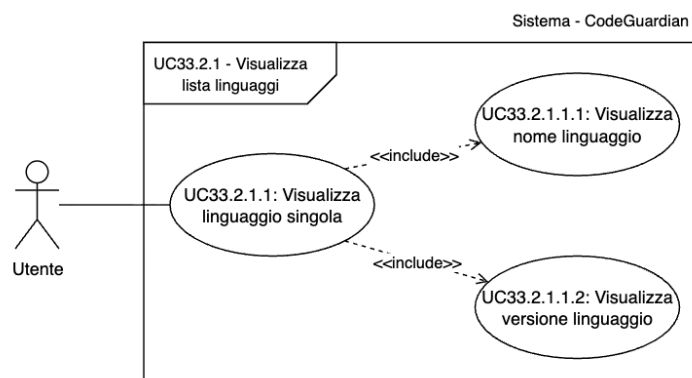 Sistema - CodeGuardian
UC33.2.1 - Visualizza
lista linguaggi
UC33.2.1.1.1: Visualizza
nome linguaggio
<<include>>
UC33.2.1.1: Visualizza
linguaggio singola
Utente
<<include>>
UC33.2.1.1.2: Visualizza
versione linguaggio